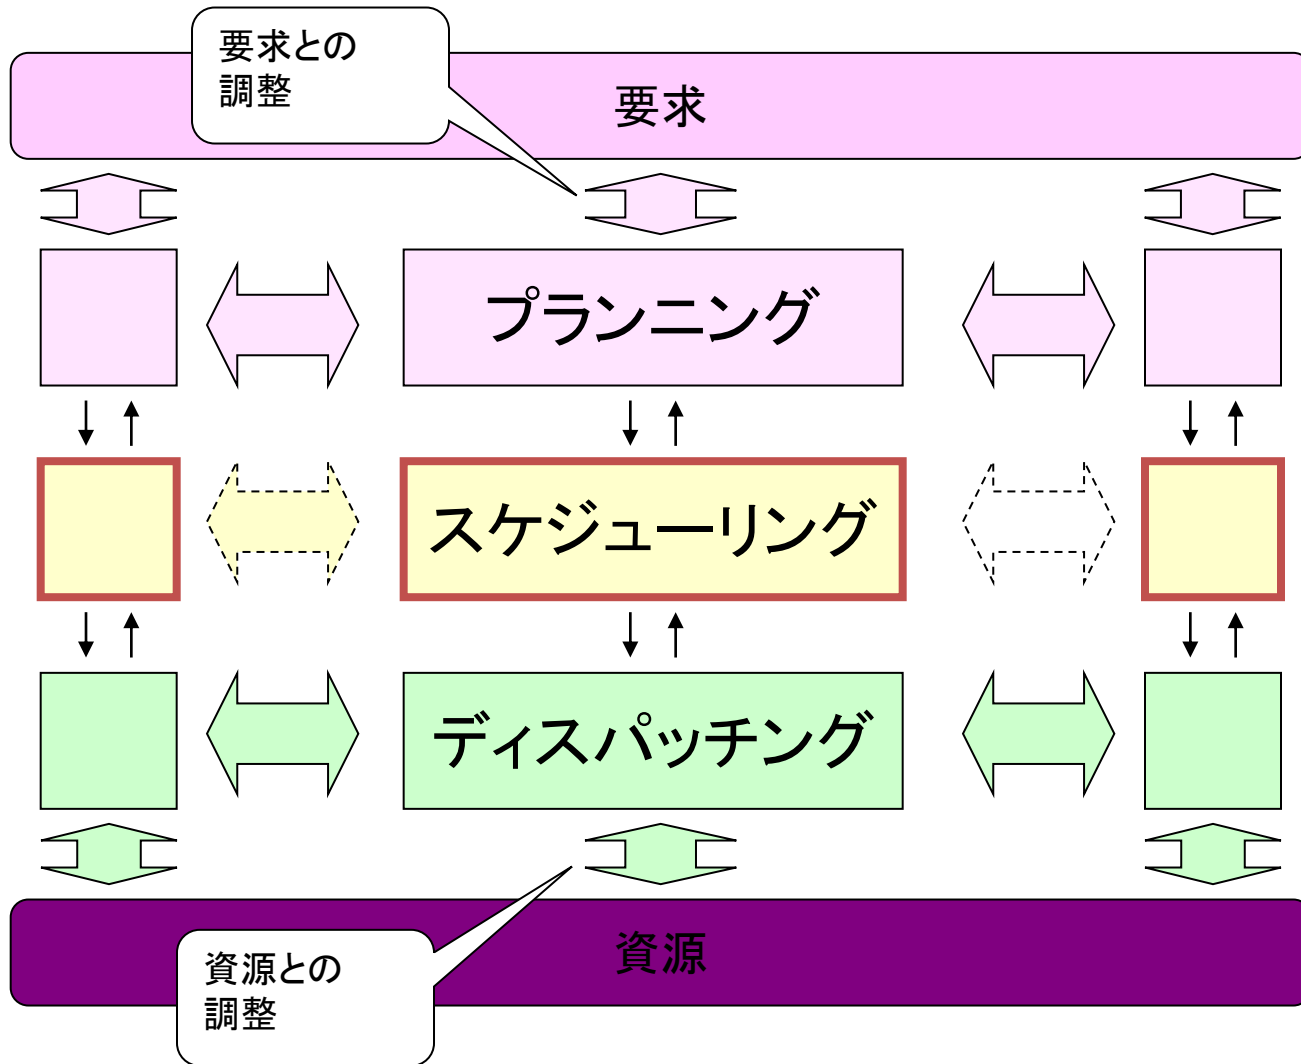 要求との
調整
要求
プランニング
スケジューリング
ディスパッチング
資源
資源との
調整